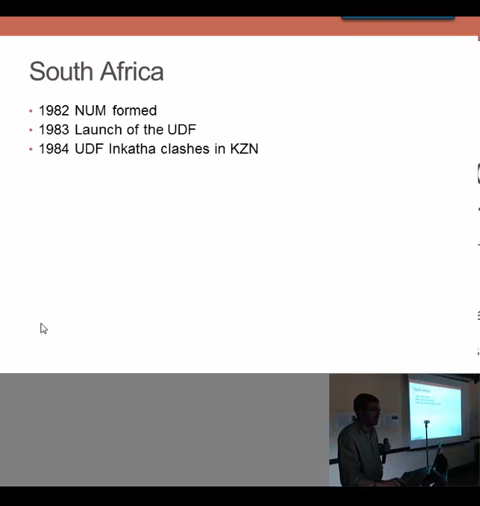 South Africa
• 1982 NUM formed
• 1983 Launch of the UDF
• 1984 UDF Inkatha clashes in KZN